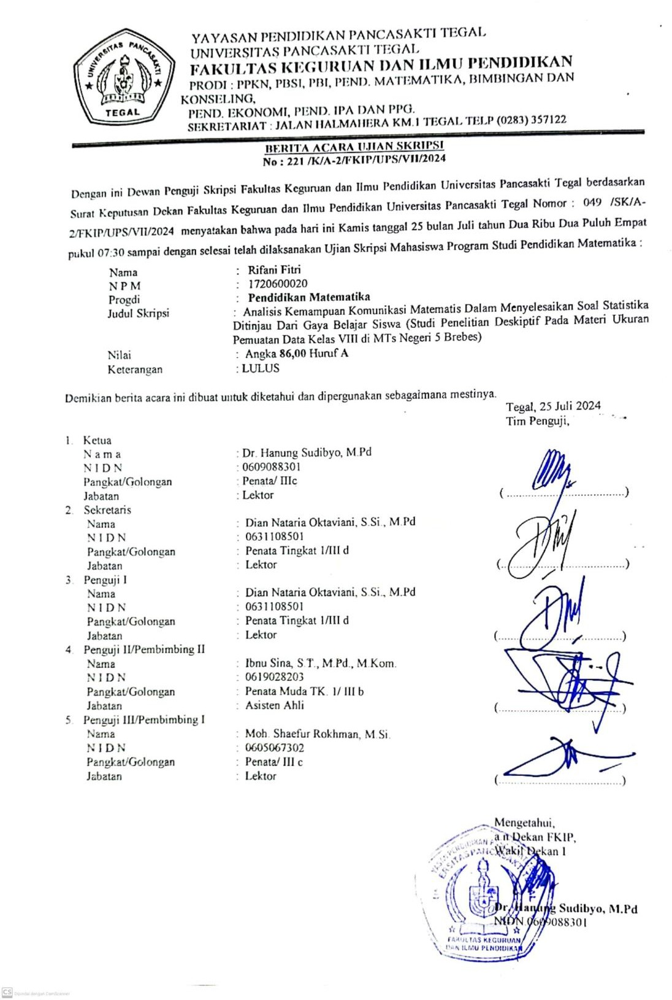 UNIVERSITAS PANCASAKTI
TEGAL
YAYASAN PENDIDIKAN PANCASAKTI TEGAL
UNIVERSITAS PANCASAKTI TEGAL
FAKULTAS KEGURUAN DAN ILMU PENDIDIKAN
PRODI : PPKN, PBSI, PBI, PEND. MATEMATIKA, BIMBINGAN DAN
KONSELING,
PEND. EKONOMI, PEND. IPA DAN PPG.
SEKRETARIAT : JALAN HALMAHERA KM.1 TEGAL TELP (0283) 357122
BERITA ACARA UJIAN SKRIPSI
No : 221 /K/A-2/FKIP/UPS/VII/2024
Dengan ini Dewan Penguji Skripsi Fakultas Keguruan dan Ilmu Pendidikan Universitas Pancasakti Tegal berdasarkan
Surat Keputusan Dekan Fakultas Keguruan dan Ilmu Pendidikan Universitas Pancasakti Tegal Nomor : 049 /SK/A-
2/FKIP/UPS/VII/2024 menyatakan bahwa pada hari ini Kamis tanggal 25 bulan Juli tahun Dua Ribu Dua Puluh Empat
pukul 07:30 sampai dengan selesai telah dilaksanakan Ujian Skripsi Mahasiswa Program Studi Pendidikan Matematika :
Nama : Rifani Fitri
N P M : 1720600020
Progdi : Pendidikan Matematika
Judul Skripsi : Analisis Kemampuan Komunikasi Matematis Dalam Menyelesaikan Soal Statistika
Ditinjau Dari Gaya Belajar Siswa (Studi Penelitian Deskiptif Pada Materi Ukuran
Pemuatan Data Kelas VIII di MTs Negeri 5 Brebes)
Nilai : Angka 86,00 Huruf A
Keterangan : LULUS
Demikian berita acara ini dibuat untuk diketahui dan dipergunakan sebagaimana mestinya.
Tegal, 25 Juli 2024
Tim Penguji,
1. Ketua
N a m a : Dr. Hanung Sudibyo, M.Pd
N I D N : 0609088301
Pangkat/Golongan : Penata/ IIIc
Jabatan : Lektor
(..................................)
2. Sekretaris
Nama : Dian Nataria Oktaviani, S.Si., M.Pd
N I D N : 0631108501
Pangkat/Golongan : Penata Tingkat 1/III d
Jabatan : Lektor
(..................................)
3. Penguji I
Nama : Dian Nataria Oktaviani, S.Si., M.Pd
N I D N : 0631108501
Pangkat/Golongan : Penata Tingkat 1/III d
Jabatan : Lektor
(..................................)
4. Penguji II/Pembimbing II
Nama : Ibnu Sina, S.T., M.Pd., M.Kom.
N I D N : 0619028203
Pangkat/Golongan : Penata Muda TK. 1/ III b
Jabatan : Asisten Ahli
(..................................)
5. Penguji III/Pembimbing I
Nama : Moh. Shaefur Rokhman, M.Si.
N I D N : 0605067302
Pangkat/Golongan : Penata/ III c
Jabatan : Lektor
(..................................)
Mengetahui,
a n Dekan FKIP,
Wakil Dekan I
Dr. Hanung Sudibyo, M.Pd
NIDN.0609088301
FAKULTAS KEGURUAN
DAN ILMU PENDIDIKAN
CS Dipindai dengan CamScanner